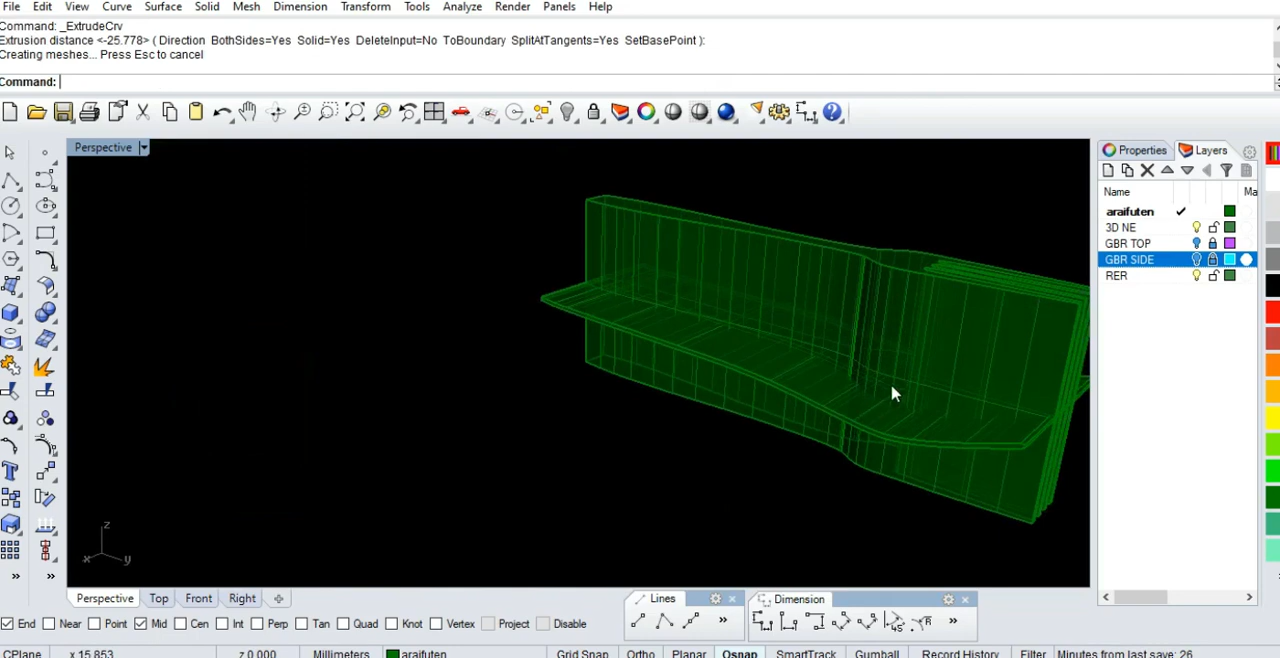 File Edit View Curve Surface Solid Mesh Dimension Transform Tools Analyze Render Panels Help
Command: _ExtrudeCrv
Extrusion distance <-25.778> ( Direction BothSides=Yes Solid=Yes DeleteInput=No ToBoundary SplitAtTangents=Yes SetBasePoint ):
Creating meshes... Press Esc to cancel
Command:
Perspective
Properties Layers
Name Ma
araifuten
3D NE
GBR TOP
GBR SIDE
RER
z
x y
Perspective Top Front Right
Lines Dimension
45
End Near Point Mid Cen Int Perp Tan Quad Knot Vertex Project Disable
CPlane x 15.853 z 0.000 Millimeters araifuten Grid Snap Ortho Planar Osnap SmartTrack Gumball Record History Filter Minutes from last save: 26